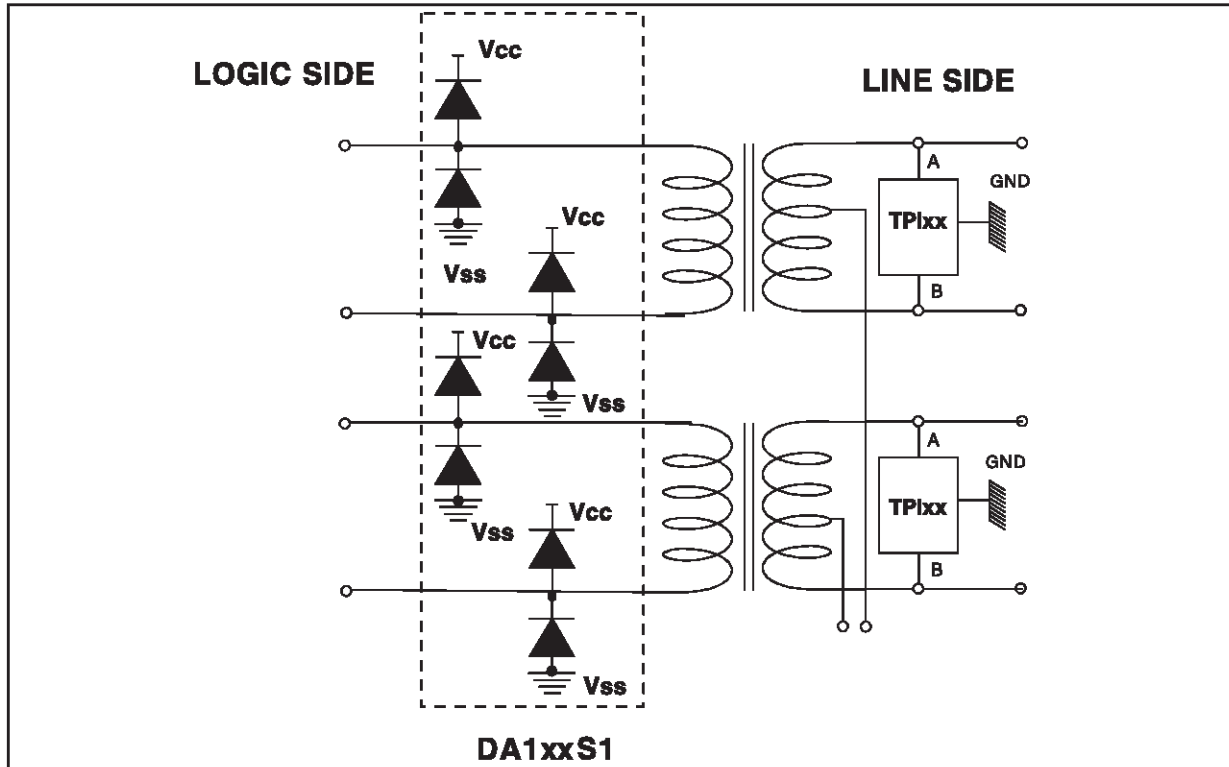 LOGIC SIDE
LINE SIDE
Vcc
A
GND
TPIxx
B
Vcc
Vss
Vcc
Vss
A
GND
TPIxx
B
Vcc
Vss
Vss
DA1xxS1